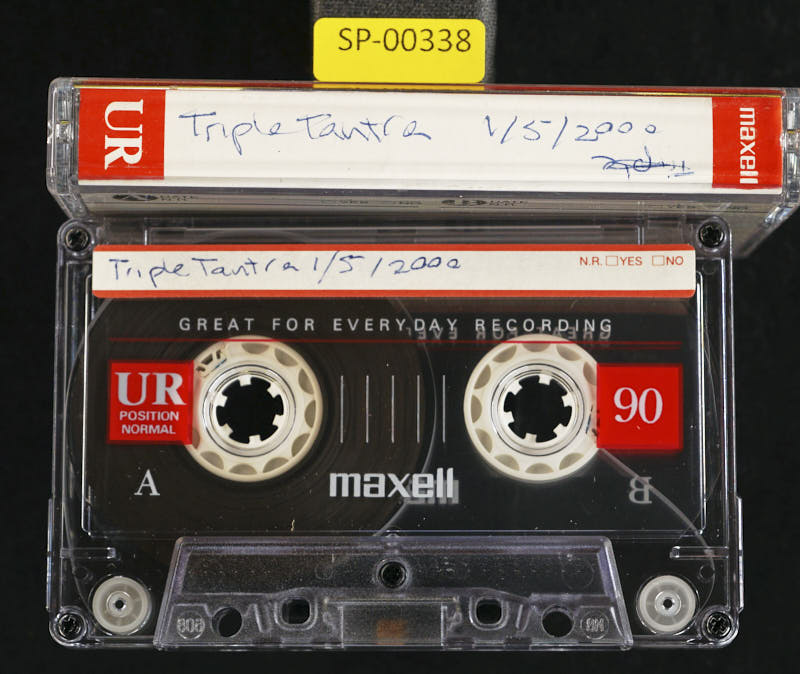 SP-00338
UR Triple Tantra 1/5/2000 maxell
Triple Tantra 1/5/2000 N.R. □YES □NO
GREAT FOR EVERYDAY RECORDING
UR
POSITION
NORMAL
90
A
maxell
B